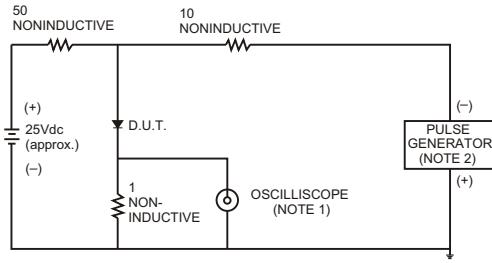 50
NONINDUCTIVE
10
NONINDUCTIVE
(+)
25Vdc
(approx.)
(–)
D.U.T.
1
NON-
INDUCTIVE
OSCILLISCOPE
(NOTE 1)
(–)
PULSE
GENERATOR
(NOTE 2)
(+)